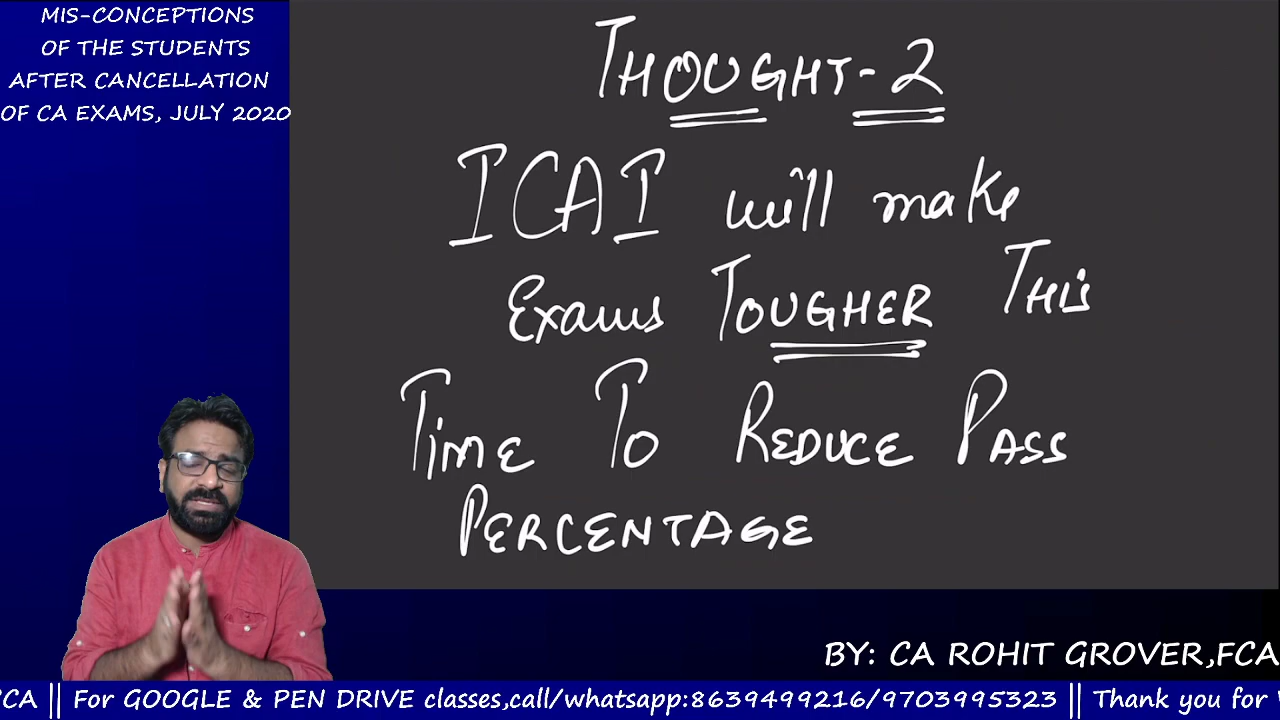 MIS-CONCEPTIONS
OF THE STUDENTS
AFTER CANCELLATION
OF CA EXAMS, JULY 2020
THOUGHT-2
ICAI will make
Exams TOUGHER THis
TimE TO REDUCE PASS
PERCENTAGE
BY: CA ROHIT GROVER,FCA
FCA || For GOOGLE & PEN DRIVE classes,call/whatsapp:8639499216/9703995323 || Thank you for